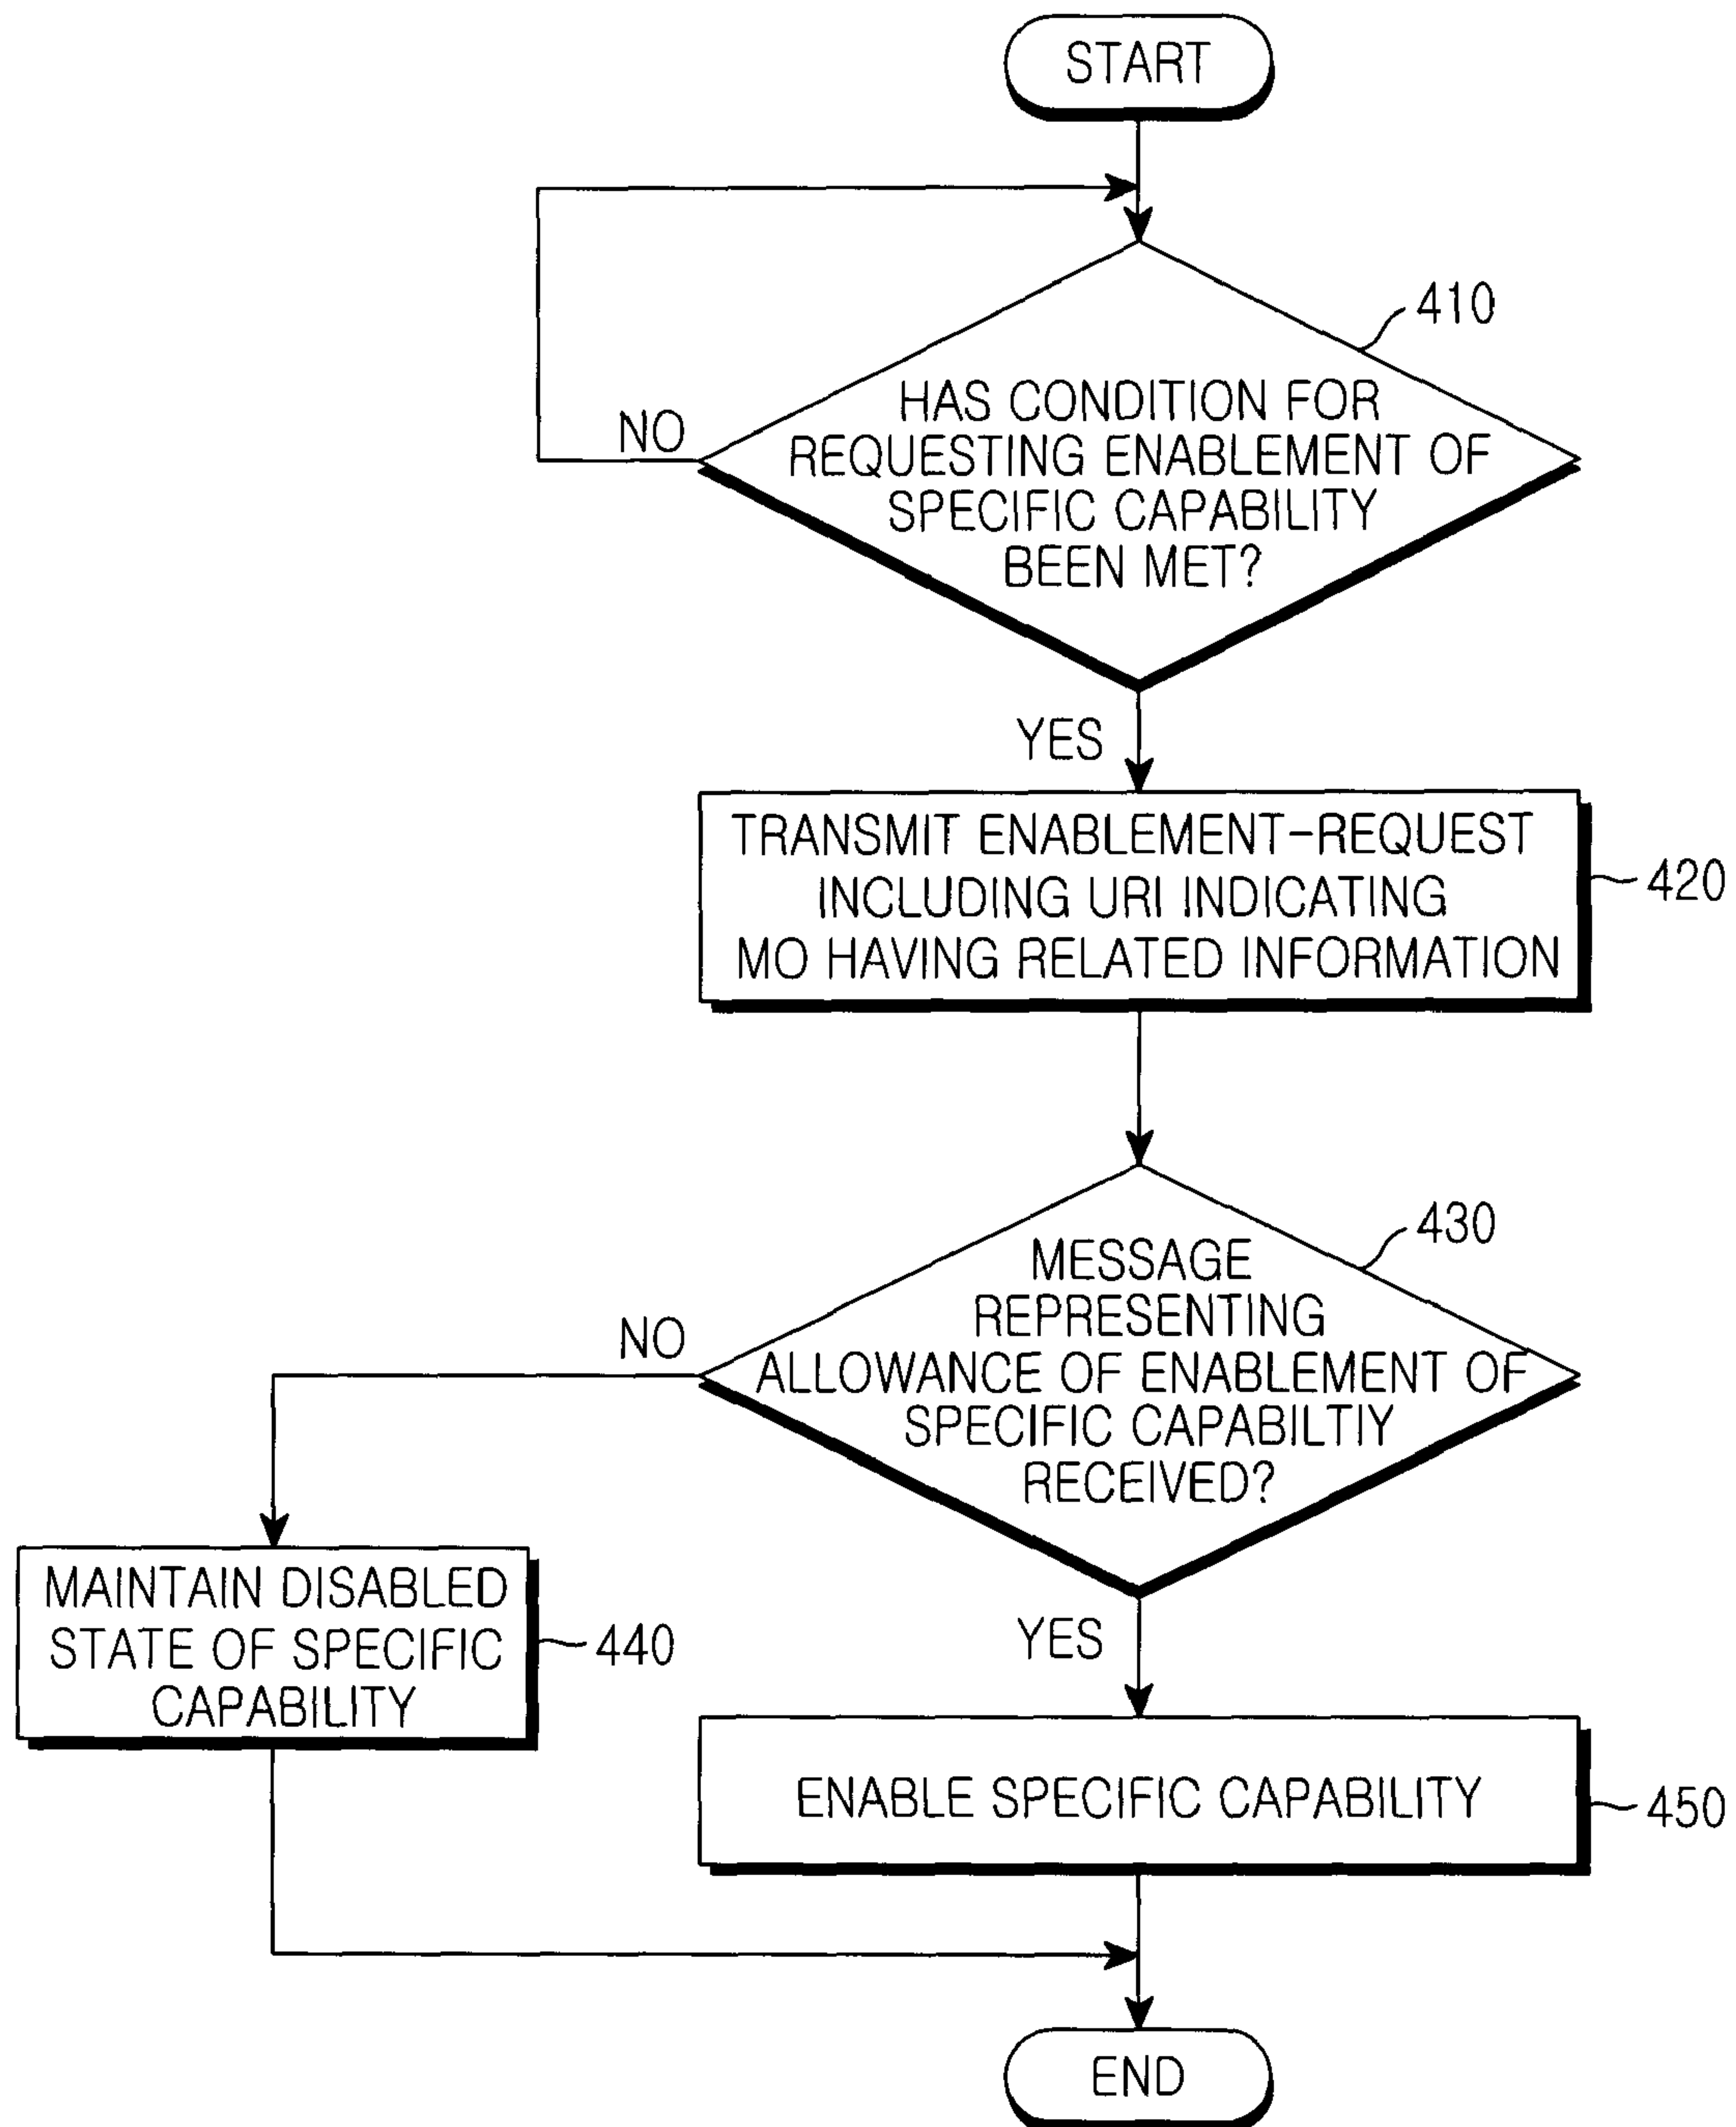 START
410
HAS CONDITION FOR
REQUESTING ENABLEMENT OF
SPECIFIC CAPABILITY
BEEN MET?
NO
YES
TRANSMIT ENABLEMENT-REQUEST
INCLUDING URI INDICATING
MO HAVING RELATED INFORMATION
420
430
MESSAGE
REPRESENTING
ALLOWANCE OF ENABLEMENT OF
SPECIFIC CAPABILTIY
RECEIVED?
NO
MAINTAIN DISABLED
STATE OF SPECIFIC
CAPABILITY
440
YES
ENABLE SPECIFIC CAPABILITY
450
END